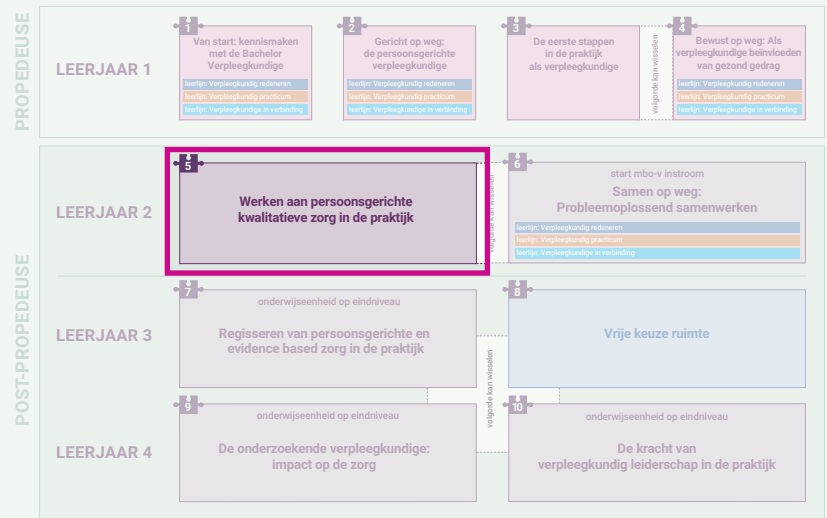 PROPEDEUSE
LEERJAAR 1
1
Van start: kennismaken
met de Bachelor
Verpleegkundige
leerlijn: Verpleegkundig redeneren
leerlijn: Verpleegkundig practicum
leerlijn: Verpleegkundige in verbinding
2
Gericht op weg:
de persoonsgerichte
verpleegkundige
leerlijn: Verpleegkundig redeneren
leerlijn: Verpleegkundig practicum
leerlijn: Verpleegkundige in verbinding
3
De eerste stappen
in de praktijk
als verpleegkundige
volgorde kan wisselen
4
Bewust op weg: Als
verpleegkundige beïnvloeden
van gezond gedrag
leerlijn: Verpleegkundig redeneren
leerlijn: Verpleegkundig practicum
leerlijn: Verpleegkundige in verbinding
POST-PROPEDEUSE
LEERJAAR 2
5
Werken aan persoonsgerichte
kwalitatieve zorg in de praktijk
volgorde kan wisselen
6
start mbo-v instroom
Samen op weg:
Probleemoplossend samenwerken
leerlijn: Verpleegkundig redeneren
leerlijn: Verpleegkundig practicum
leerlijn: Verpleegkundige in verbinding
LEERJAAR 3
7
onderwijseenheid op eindniveau
Regisseren van persoonsgerichte en
evidence based zorg in de praktijk
8
Vrije keuze ruimte
volgorde kan wisselen
LEERJAAR 4
9
onderwijseenheid op eindniveau
De onderzoekende verpleegkundige:
impact op de zorg
10
onderwijseenheid op eindniveau
De kracht van
verpleegkundig leiderschap in de praktijk